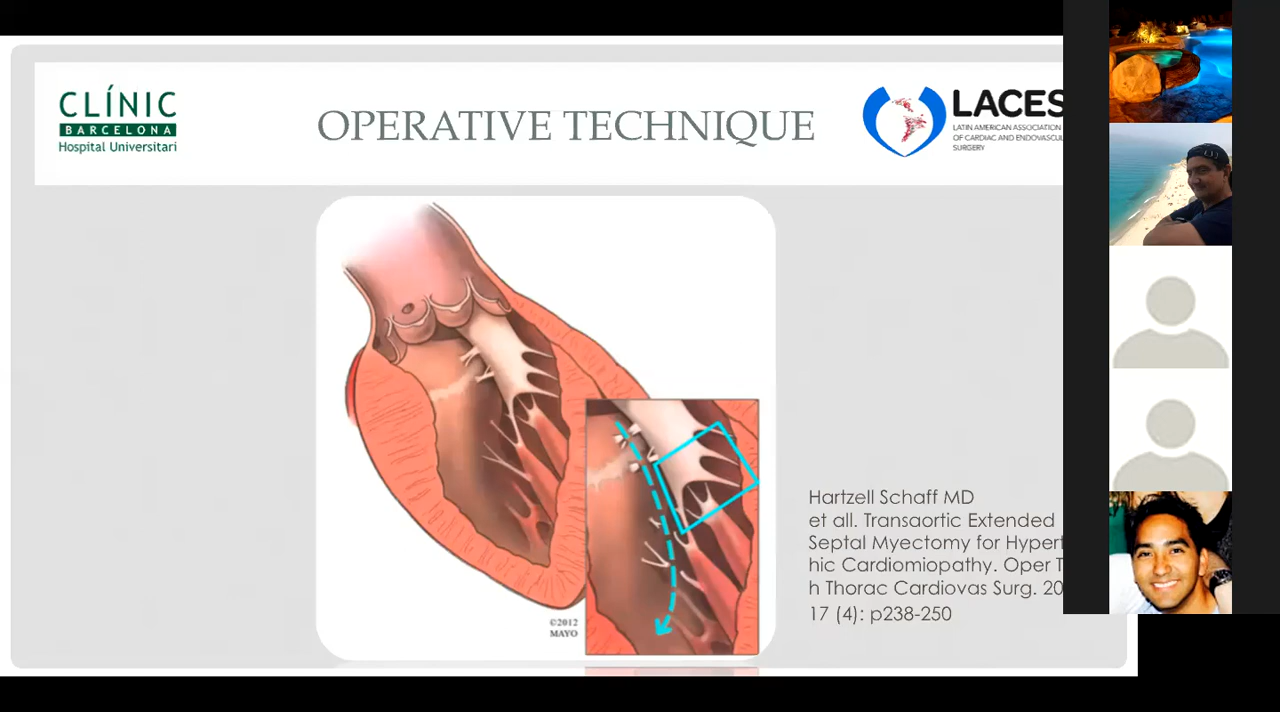 CLÍNIC
BARCELONA
Hospital Universitari
OPERATIVE TECHNIQUE
LACES
LATIN AMERICAN ASSOCIATION
OF CARDIAC AND ENDOVASCU
SURGERY
©2012
MAYO
Hartzell Schaff MD
et all. Transaortic Extended
Septal Myectomy for Hypert
hic Cardiomiopathy. Oper T
h Thorac Cardiovas Surg. 20
17 (4): p238-250